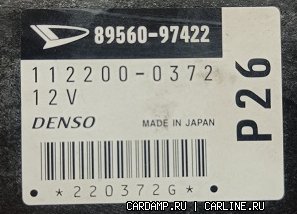 89560-97422
112200-0372
12V
DENSO MADE IN JAPAN
P26
*220372G*
CARDAMP.RU | CARLINE.RU